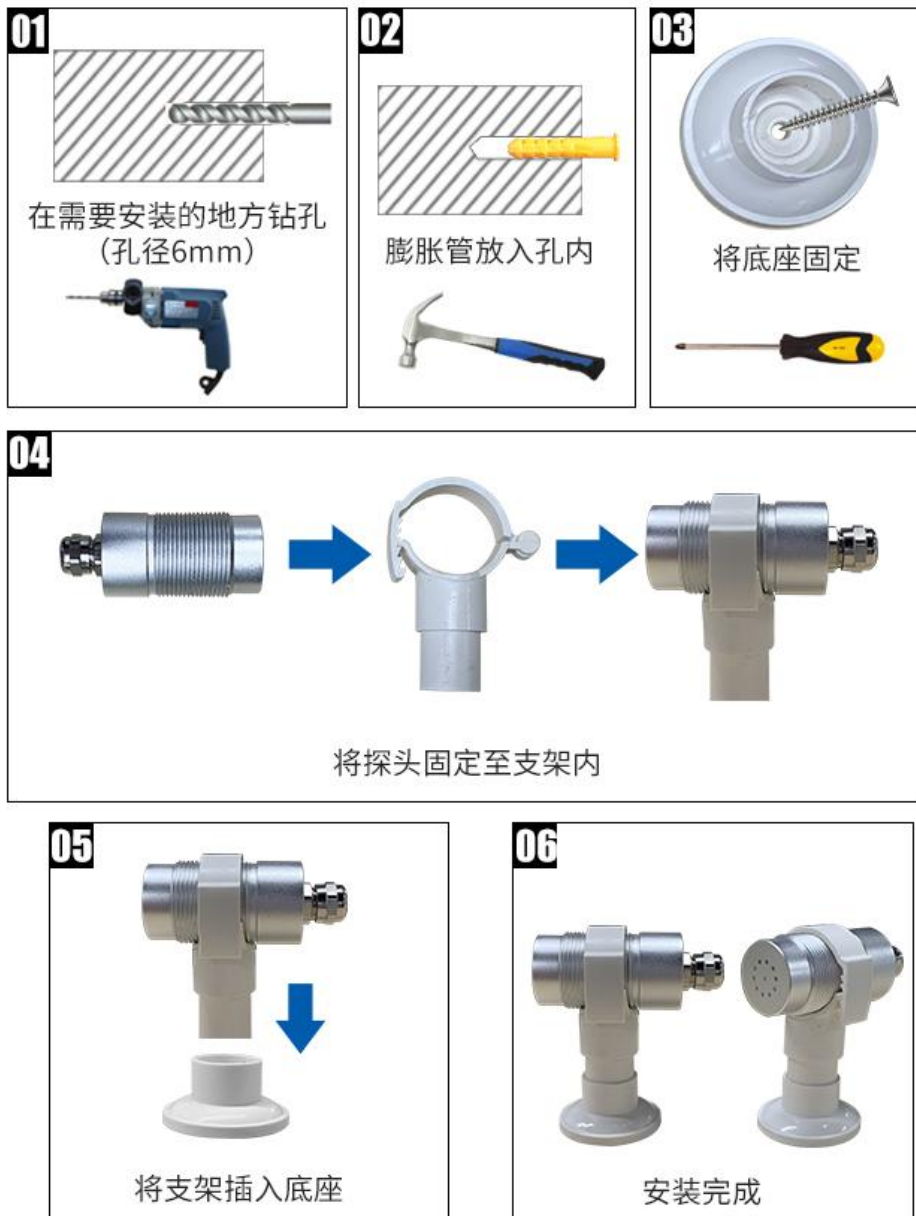 01
在需要安装的地方钻孔
（孔径6mm）
02
膨胀管放入孔内
03
将底座固定
04
将探头固定至支架内
05
将支架插入底座
06
安装完成